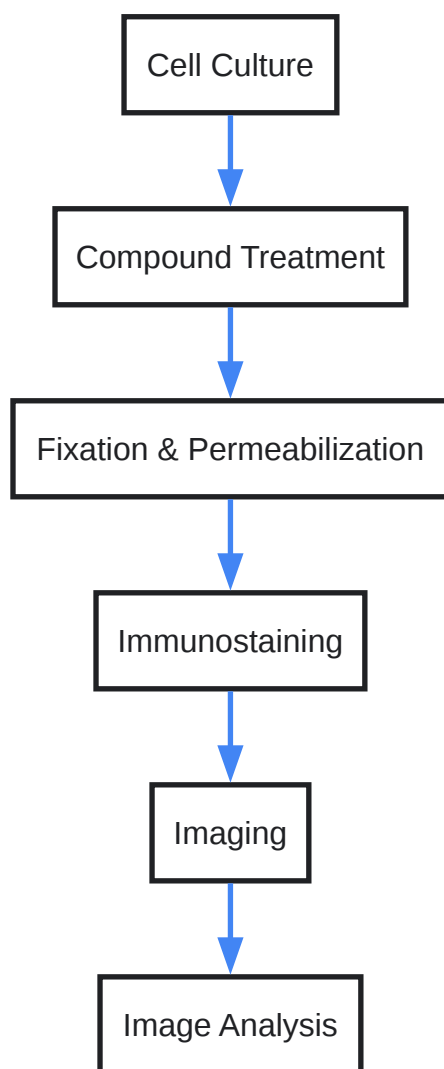 Cell Culture
Compound Treatment
Fixation & Permeabilization
Immunostaining
Imaging
Image Analysis